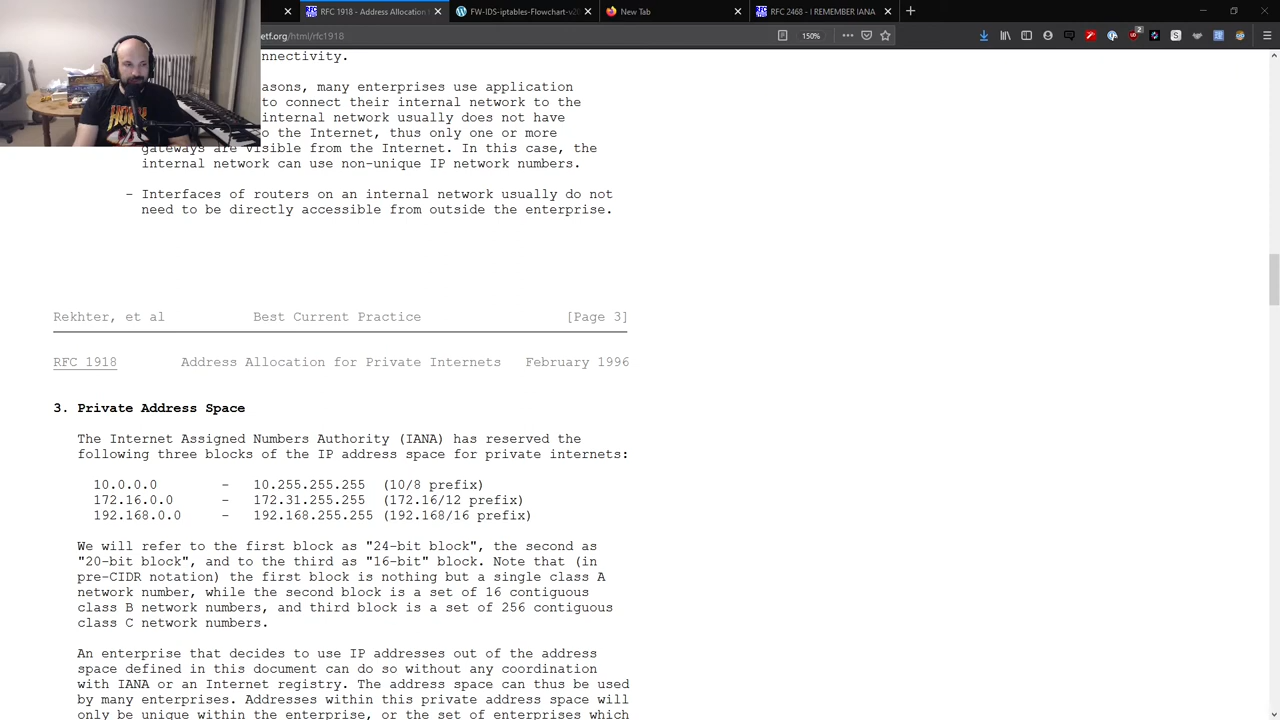 RFC 1918 - Address Allocation
FW-IDS-iptables-Flowchart-v20
New Tab
RFC 2468 - I REMEMBER IANA
etf.org/html/rfc1918
150%
2
nnectivity.
asons, many enterprises use application
to connect their internal network to the
internal network usually does not have
o the Internet, thus only one or more
gateways are visible from the Internet. In this case, the
internal network can use non-unique IP network numbers.
- Interfaces of routers on an internal network usually do not
need to be directly accessible from outside the enterprise.
Rekhter, et al Best Current Practice [Page 3]
RFC 1918 Address Allocation for Private Internets February 1996
3. Private Address Space
The Internet Assigned Numbers Authority (IANA) has reserved the
following three blocks of the IP address space for private internets:
10.0.0.0 - 10.255.255.255 (10/8 prefix)
172.16.0.0 - 172.31.255.255 (172.16/12 prefix)
192.168.0.0 - 192.168.255.255 (192.168/16 prefix)
We will refer to the first block as "24-bit block", the second as
"20-bit block", and to the third as "16-bit" block. Note that (in
pre-CIDR notation) the first block is nothing but a single class A
network number, while the second block is a set of 16 contiguous
class B network numbers, and third block is a set of 256 contiguous
class C network numbers.
An enterprise that decides to use IP addresses out of the address
space defined in this document can do so without any coordination
with IANA or an Internet registry. The address space can thus be used
by many enterprises. Addresses within this private address space will
only be unique within the enterprise, or the set of enterprises which